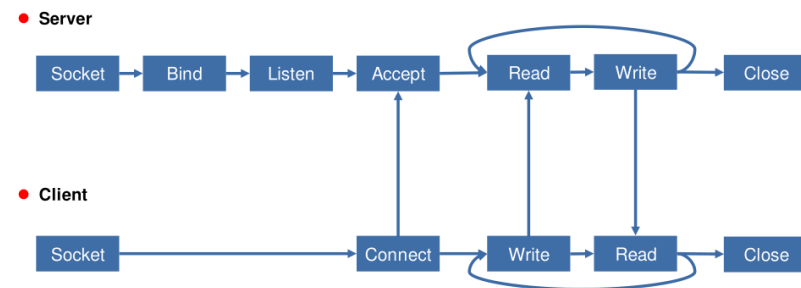 Server
Socket Bind Listen Accept Read Write Close
Client
Socket Connect Write Read Close